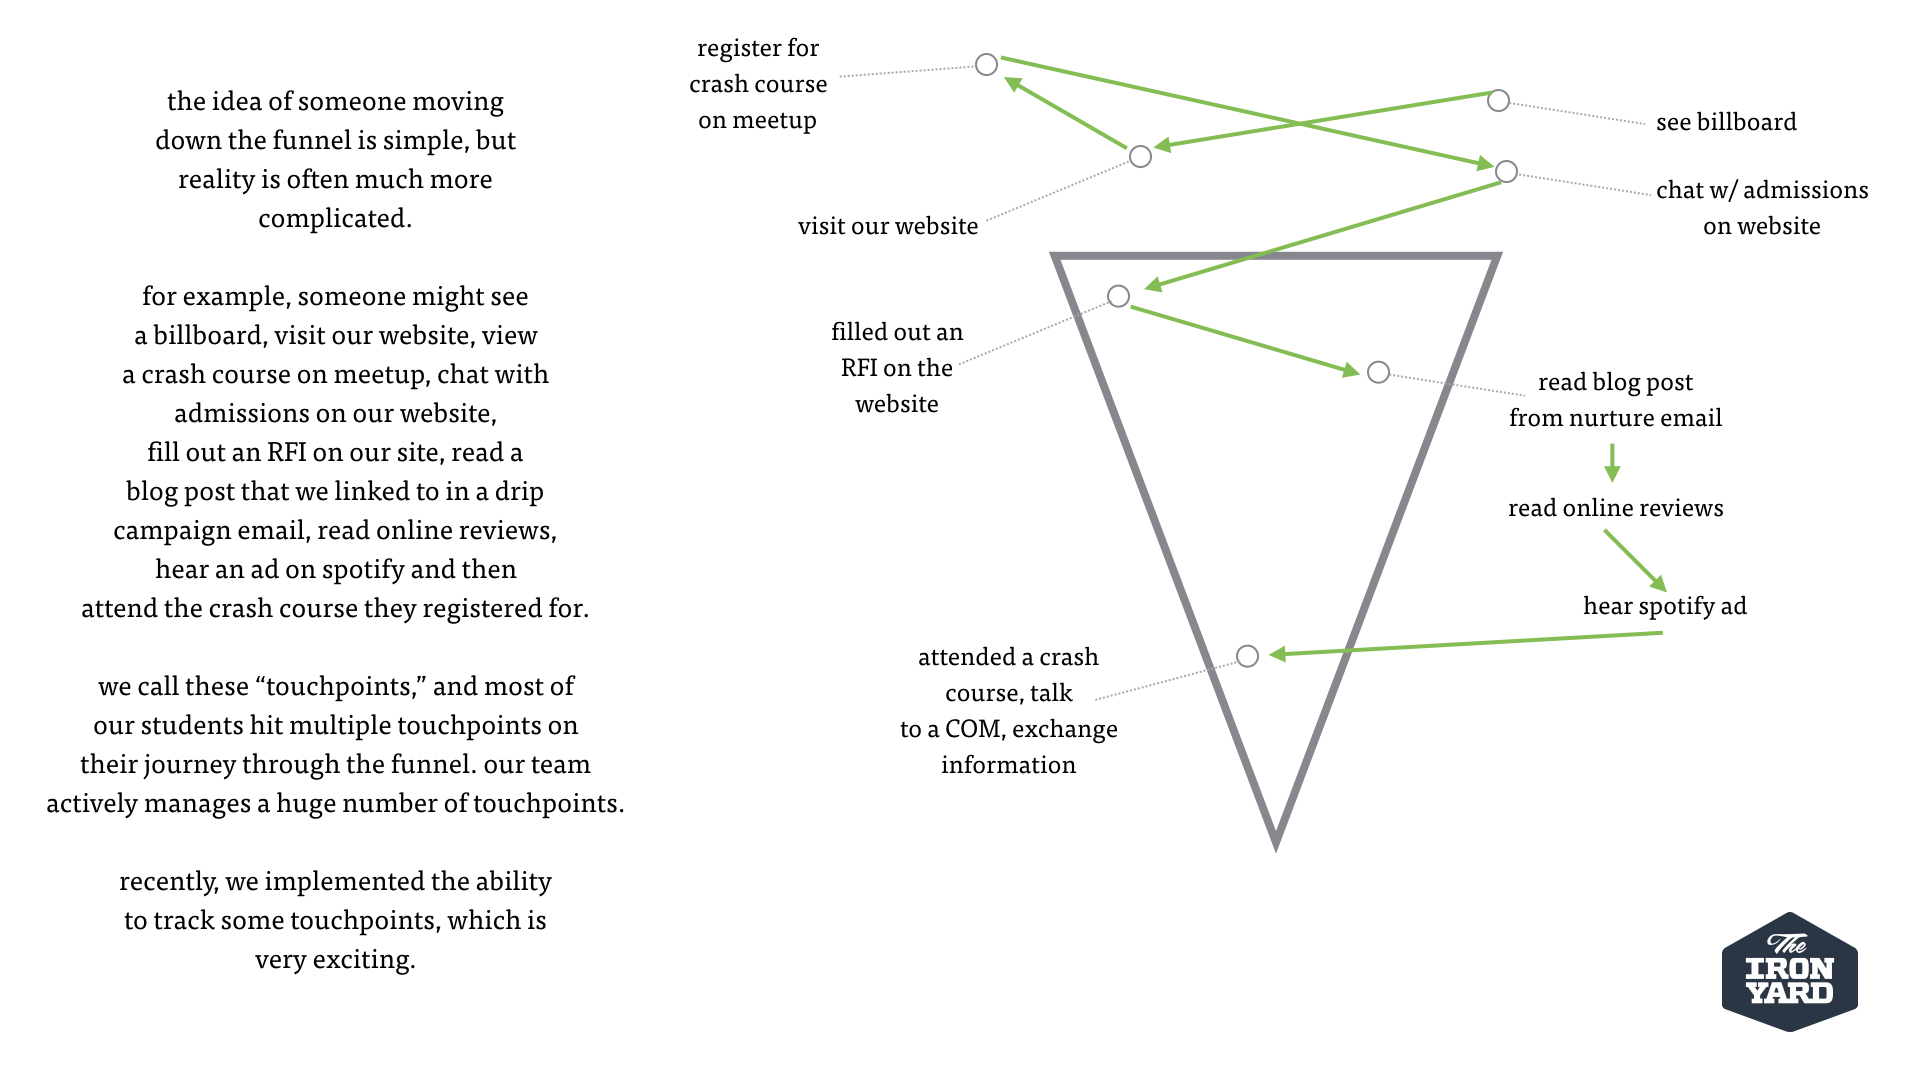 the idea of someone moving
down the funnel is simple, but
reality is often much more
complicated.
for example, someone might see
a billboard, visit our website, view
a crash course on meetup, chat with
admissions on our website,
fill out an RFI on our site, read a
blog post that we linked to in a drip
campaign email, read online reviews,
hear an ad on spotify and then
attend the crash course they registered for.
we call these “touchpoints,” and most of
our students hit multiple touchpoints on
their journey through the funnel. our team
actively manages a huge number of touchpoints.
recently, we implemented the ability
to track some touchpoints, which is
very exciting.
register for
crash course
on meetup
see billboard
visit our website
chat w/ admissions
on website
filled out an
RFI on the
website
read blog post
from nurture email
read online reviews
hear spotify ad
attended a crash
course, talk
to a COM, exchange
information
The
IRON
YARD